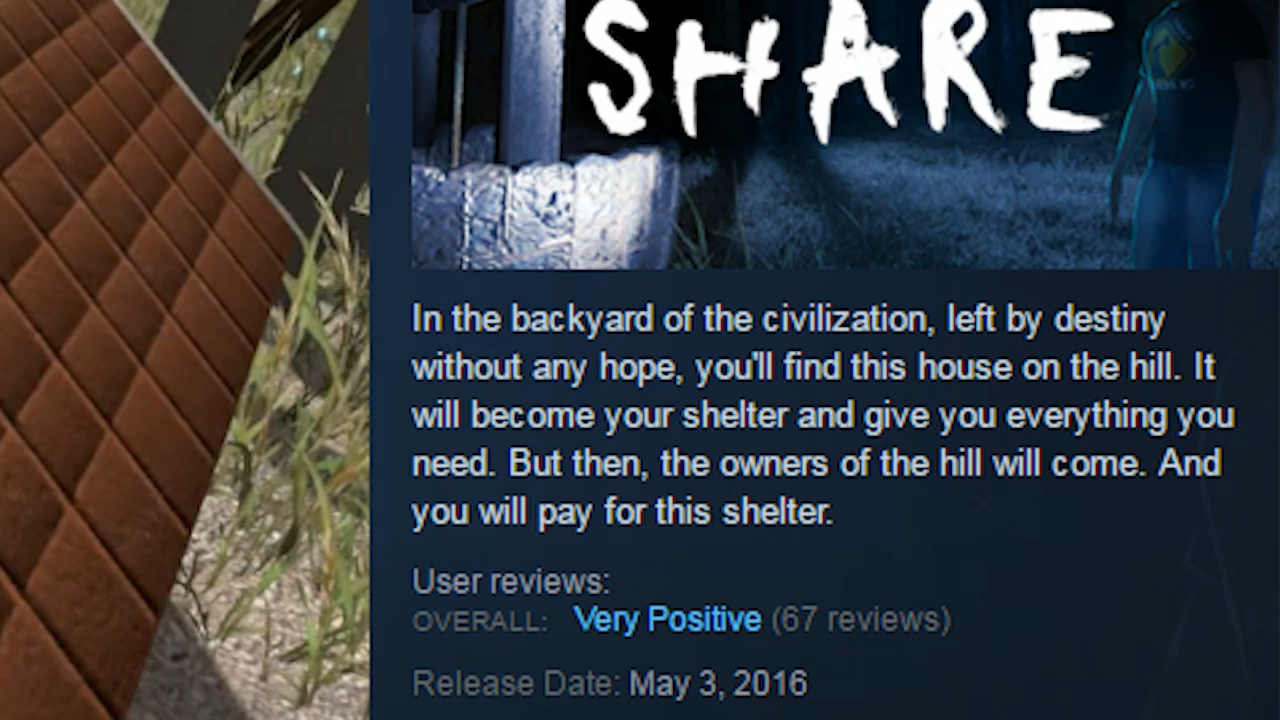 SHARE
In the backyard of the civilization, left by destiny
without any hope, you'll find this house on the hill. It
will become your shelter and give you everything you
need. But then, the owners of the hill will come. And
you will pay for this shelter.
User reviews:
OVERALL: Very Positive (67 reviews)
Release Date: May 3, 2016